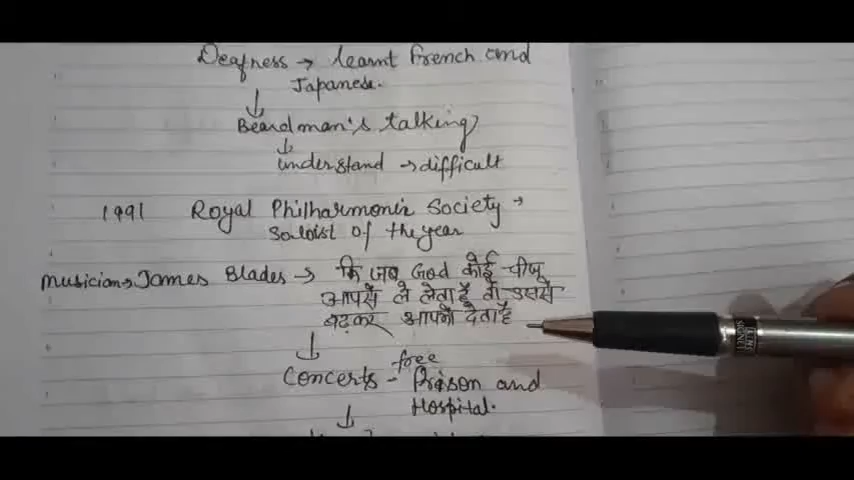 Deafness → learnt French and
Japanese.
↓
Beardman's talking
↓
understand → difficult
1991 Royal Philharmonic Society →
Soloist of the year
Musician → James Blades → कि जब God कोई चीज
आपसे ले लेता है तो उससे
बढ़कर आपको देता है
↓
free
Concerts - Prison and
Hospital.
↓